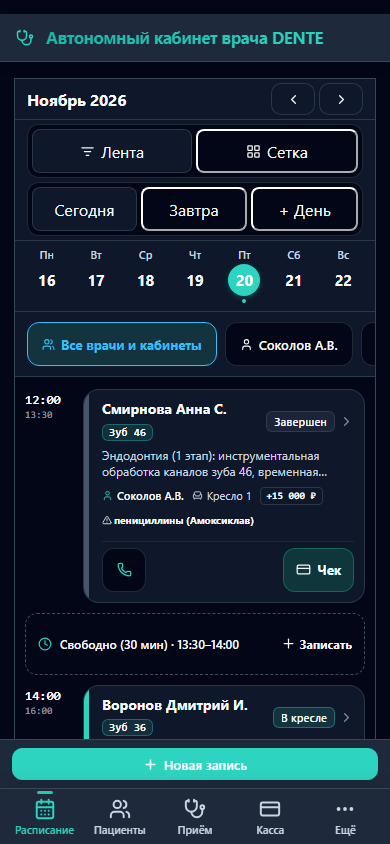 Автономный кабинет врача DENTE
Ноябрь 2026
Лента
Сетка
Сегодня
Завтра
+ День
Пн Вт Ср Чт Пт Сб Вс
16 17 18 19 20 21 22
Все врачи и кабинеты
Соколов А.В.
12:00
13:30
Смирнова Анна С.
Завершен
Зуб 46
Эндодонтия (1 этап): инструментальная
обработка каналов зуба 46, временная...
Соколов А.В. Кресло 1 +15 000 ₽
пенициллины (Амоксиклав)
Чек
Свободно (30 мин) · 13:30–14:00
+ Записать
14:00
16:00
Воронов Дмитрий И.
В кресле
Зуб 36
+ Новая запись
Расписание Пациенты Приём Касса Ещё